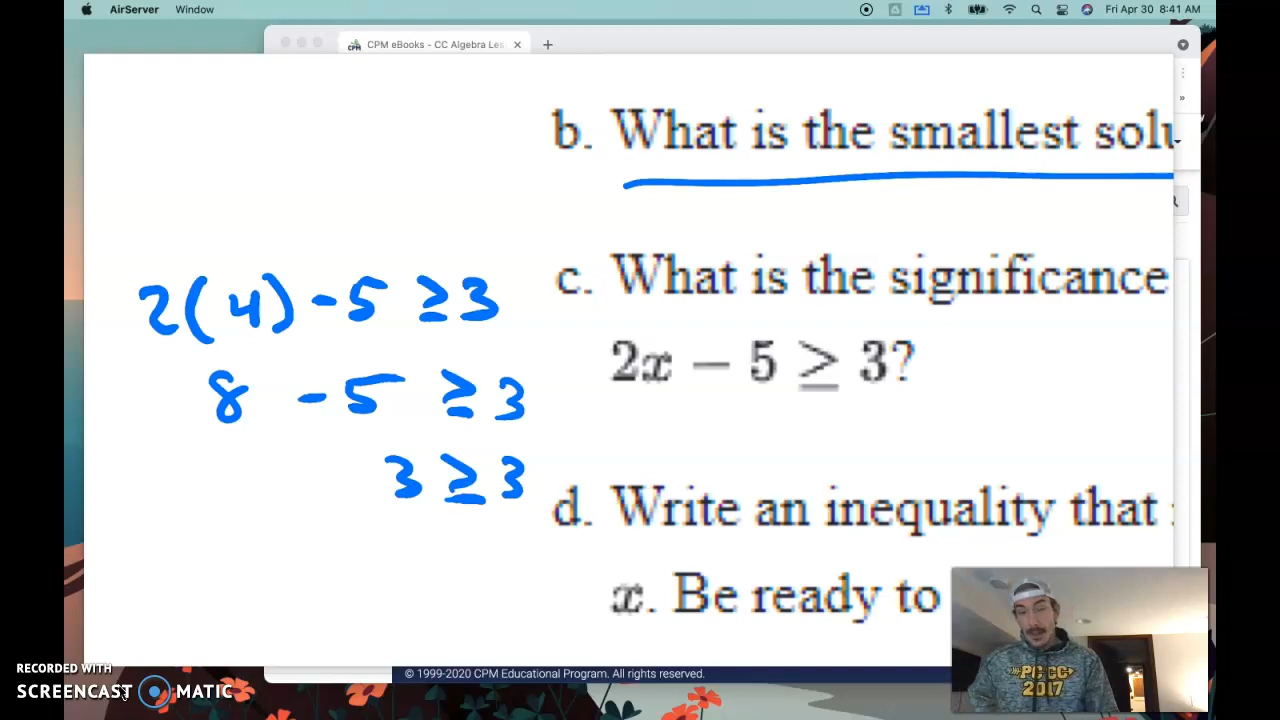 AirServer Window
Fri Apr 30 8:41 AM
CPM eBooks - CC Algebra Les
b. What is the smallest solu
c. What is the significance
2x − 5 ≥ 3?
2(4) - 5 ≥ 3
8 - 5 ≥ 3
3 ≥ 3
d. Write an inequality that
x. Be ready to
PCCC
2017
© 1999-2020 CPM Educational Program. All rights reserved.
RECORDED WITH
SCREENCAST MATIC